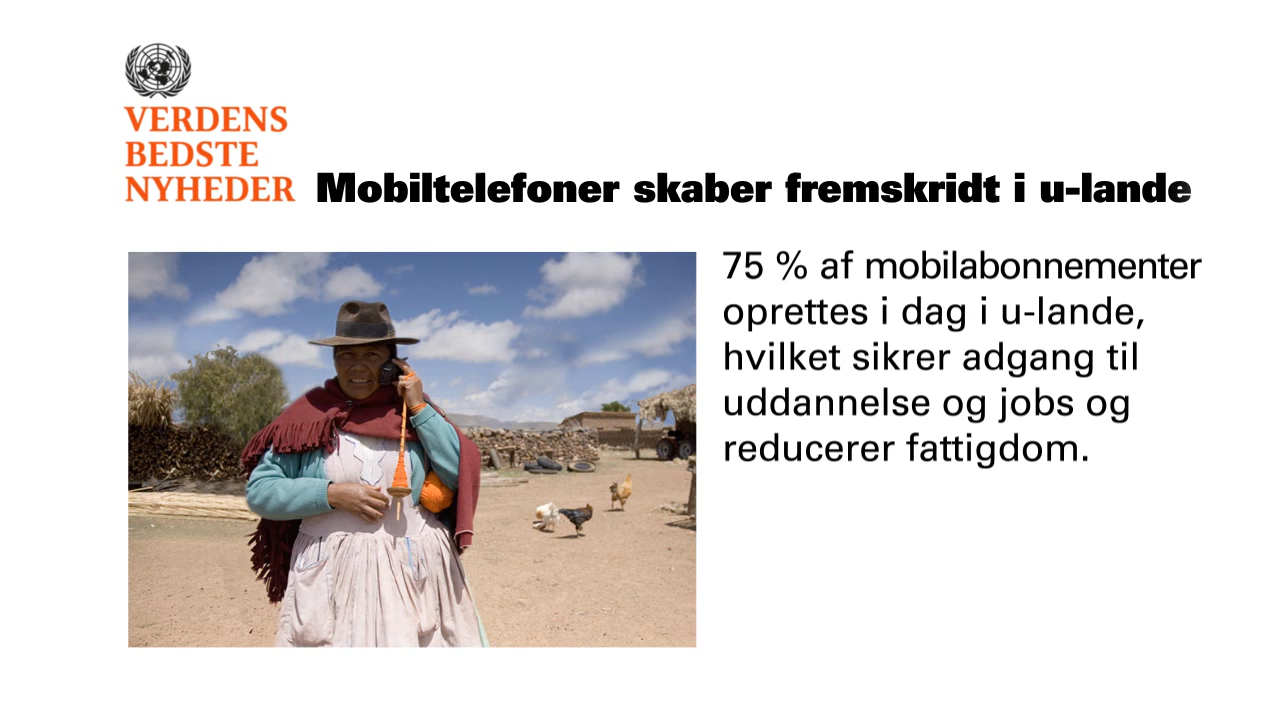 VERDENS
BEDSTE
NYHEDER
Mobiltelefoner skaber fremskridt i u-lande
75 % af mobilabonnementer
oprettes i dag i u-lande,
hvilket sikrer adgang til
uddannelse og jobs og
reducerer fattigdom.